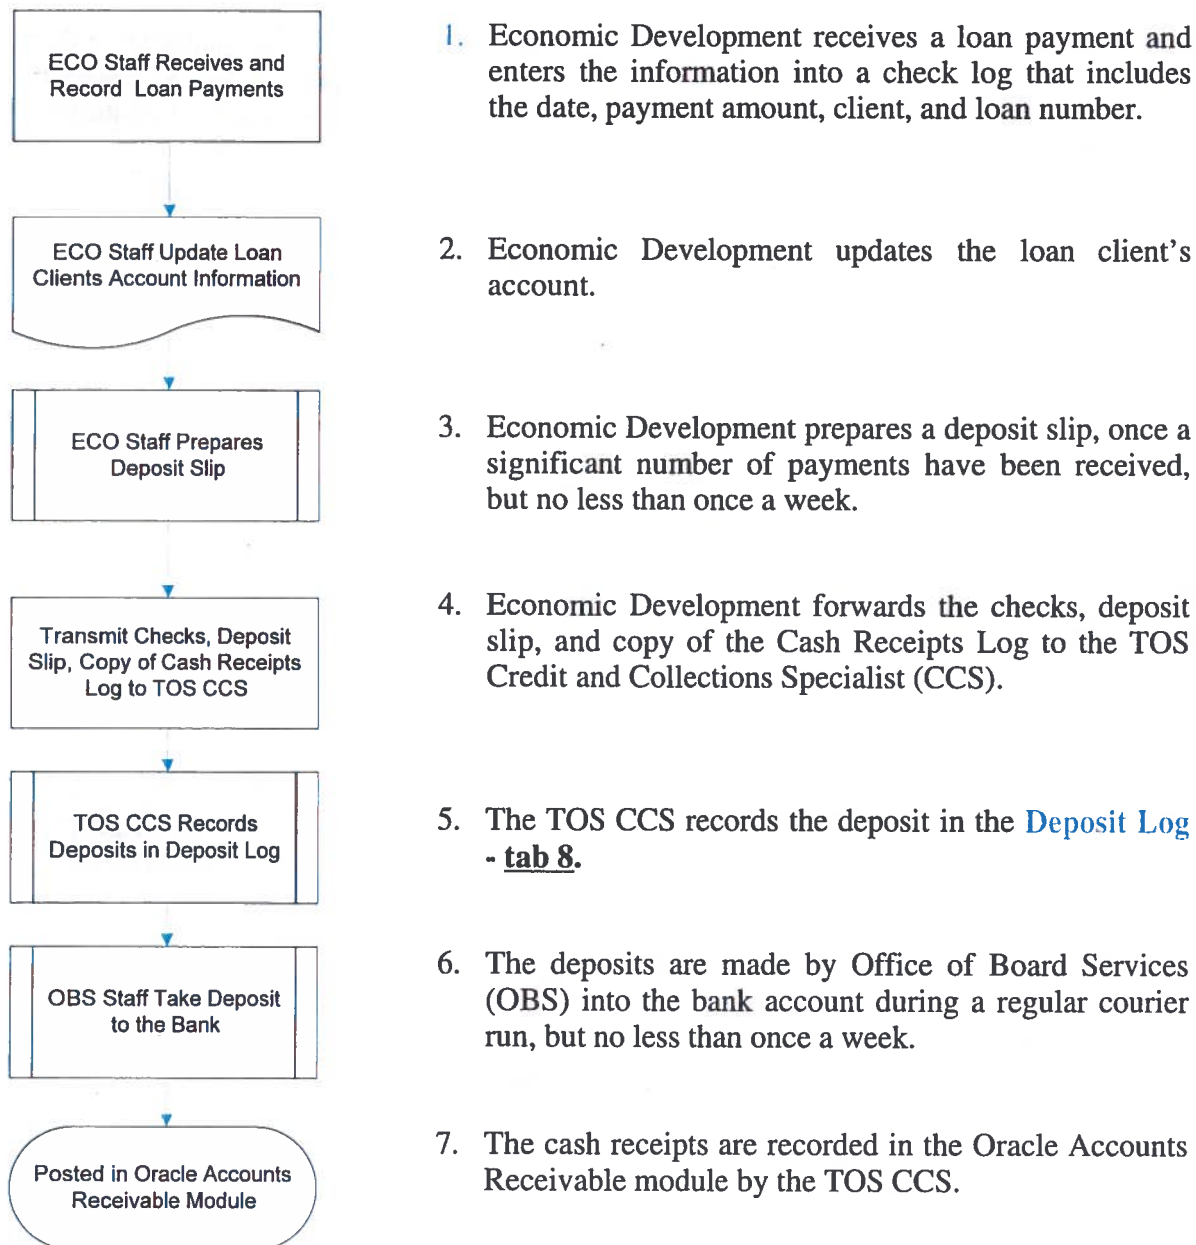 ECO Staff Receives and
Record Loan Payments
1. Economic Development receives a loan payment and
enters the information into a check log that includes
the date, payment amount, client, and loan number.
ECO Staff Update Loan
Clients Account Information
2. Economic Development updates the loan client's
account.
ECO Staff Prepares
Deposit Slip
3. Economic Development prepares a deposit slip, once a
significant number of payments have been received,
but no less than once a week.
Transmit Checks, Deposit
Slip, Copy of Cash Receipts
Log to TOS CCS
4. Economic Development forwards the checks, deposit
slip, and copy of the Cash Receipts Log to the TOS
Credit and Collections Specialist (CCS).
TOS CCS Records
Deposits in Deposit Log
5. The TOS CCS records the deposit in the Deposit Log
- tab 8.
OBS Staff Take Deposit
to the Bank
6. The deposits are made by Office of Board Services
(OBS) into the bank account during a regular courier
run, but no less than once a week.
Posted in Oracle Accounts
Receivable Module
7. The cash receipts are recorded in the Oracle Accounts
Receivable module by the TOS CCS.